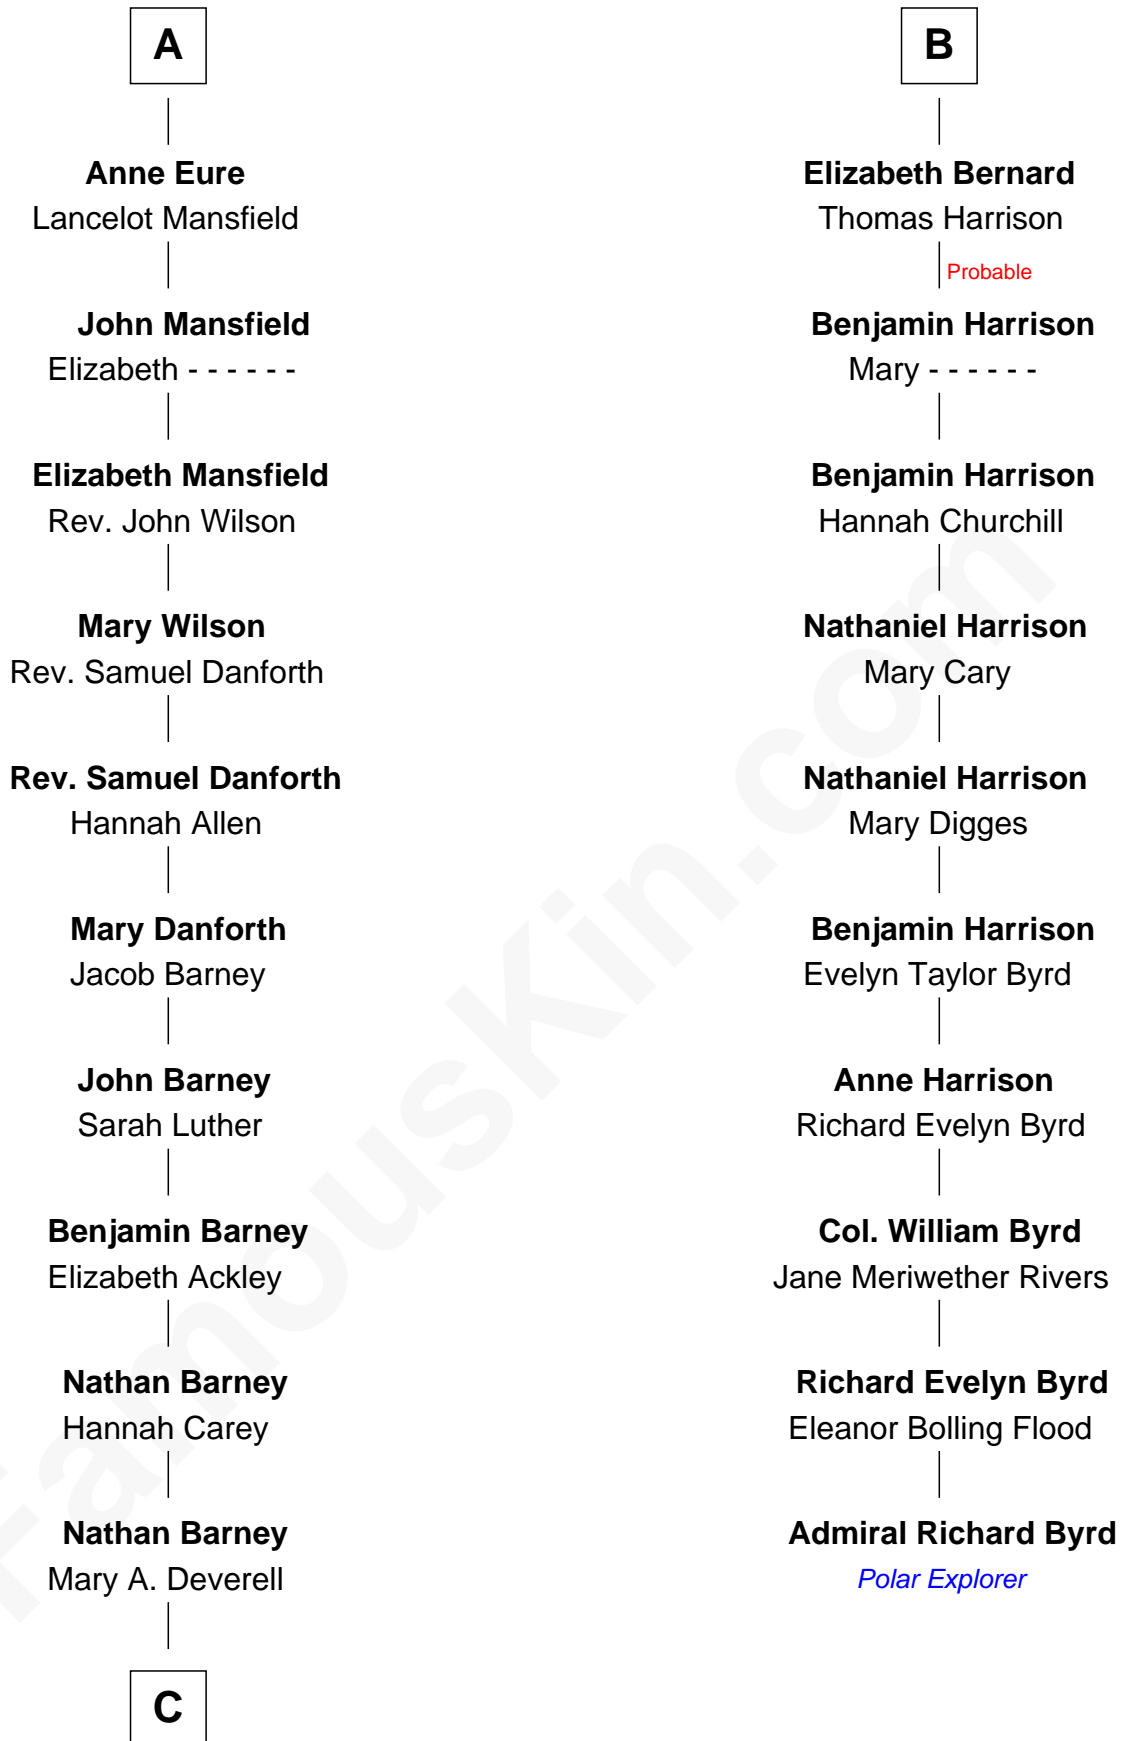 A
Anne Eure
Lancelot Mansfield
John Mansfield
Elizabeth - - - - - -
Elizabeth Mansfield
Rev. John Wilson
Mary Wilson
Rev. Samuel Danforth
Rev. Samuel Danforth
Hannah Allen
Mary Danforth
Jacob Barney
John Barney
Sarah Luther
Benjamin Barney
Elizabeth Ackley
Nathan Barney
Hannah Carey
Nathan Barney
Mary A. Deverell
C
B
Elizabeth Bernard
Thomas Harrison
Probable
Benjamin Harrison
Mary - - - - - -
Benjamin Harrison
Hannah Churchill
Nathaniel Harrison
Mary Cary
Nathaniel Harrison
Mary Digges
Benjamin Harrison
Evelyn Taylor Byrd
Anne Harrison
Richard Evelyn Byrd
Col. William Byrd
Jane Meriwether Rivers
Richard Evelyn Byrd
Eleanor Bolling Flood
Admiral Richard Byrd
Polar Explorer
FamousKin.com